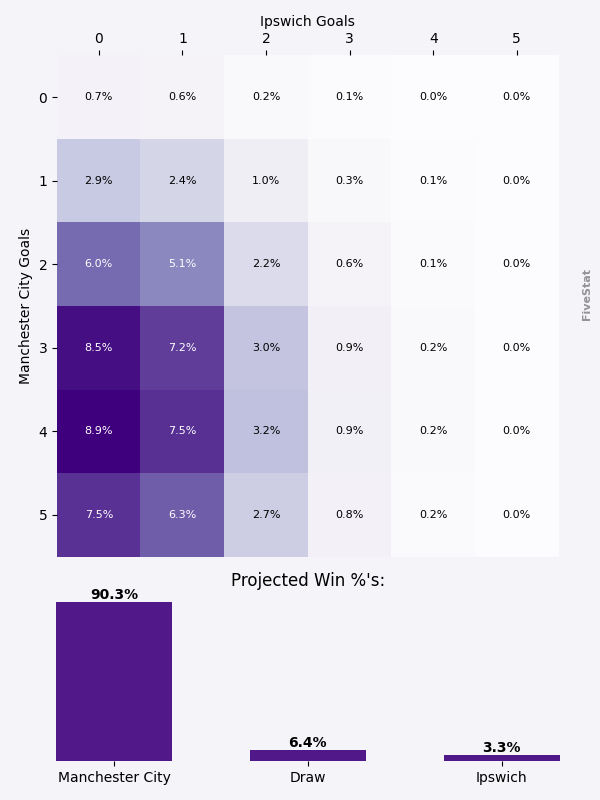 Ipswich Goals
0 1 2 3 4 5
Manchester City Goals
0 0.7% 0.6% 0.2% 0.1% 0.0% 0.0%
1 2.9% 2.4% 1.0% 0.3% 0.1% 0.0%
2 6.0% 5.1% 2.2% 0.6% 0.1% 0.0%
3 8.5% 7.2% 3.0% 0.9% 0.2% 0.0%
4 8.9% 7.5% 3.2% 0.9% 0.2% 0.0%
5 7.5% 6.3% 2.7% 0.8% 0.2% 0.0%
FiveStat
Projected Win %'s:
90.3%
6.4%
3.3%
Manchester City Draw Ipswich